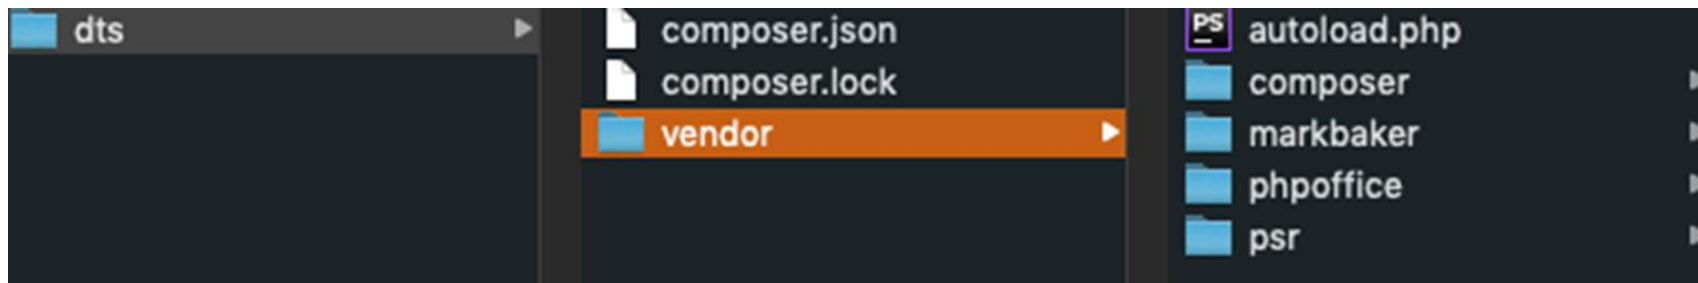 dts
composer.json
composer.lock
vendor
PS
autoload.php
composer
markbaker
phpoffice
psr